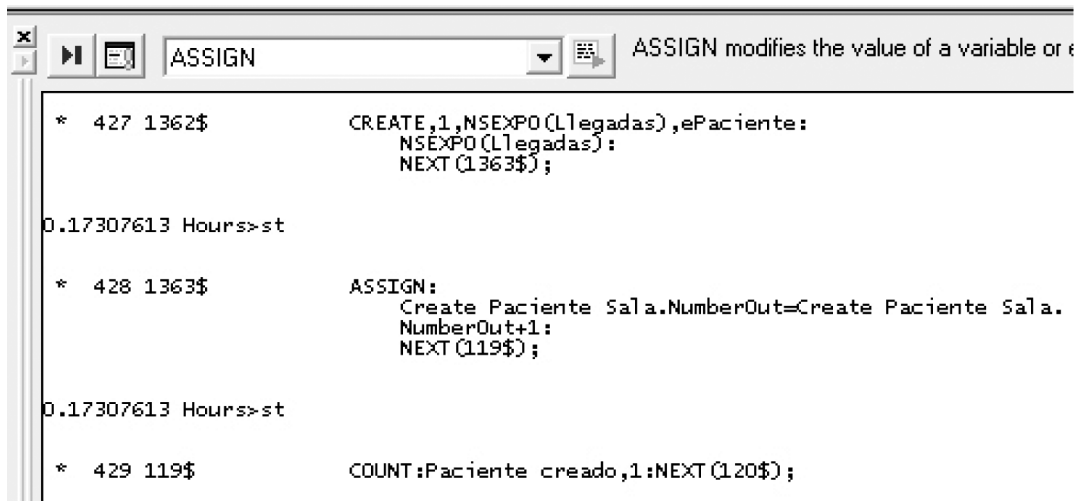 ASSIGN
ASSIGN modifies the value of a variable or
* 427 1362$ CREATE,1,NSEXPO(Llegadas),ePaciente:
NSEXPO(Llegadas):
NEXT(1363$);
0.17307613 Hours>st
* 428 1363$ ASSIGN:
Create Paciente Sala.NumberOut=Create Paciente Sala.
NumberOut+1:
NEXT(119$);
0.17307613 Hours>st
* 429 119$ COUNT:Paciente creado,1:NEXT(120$);